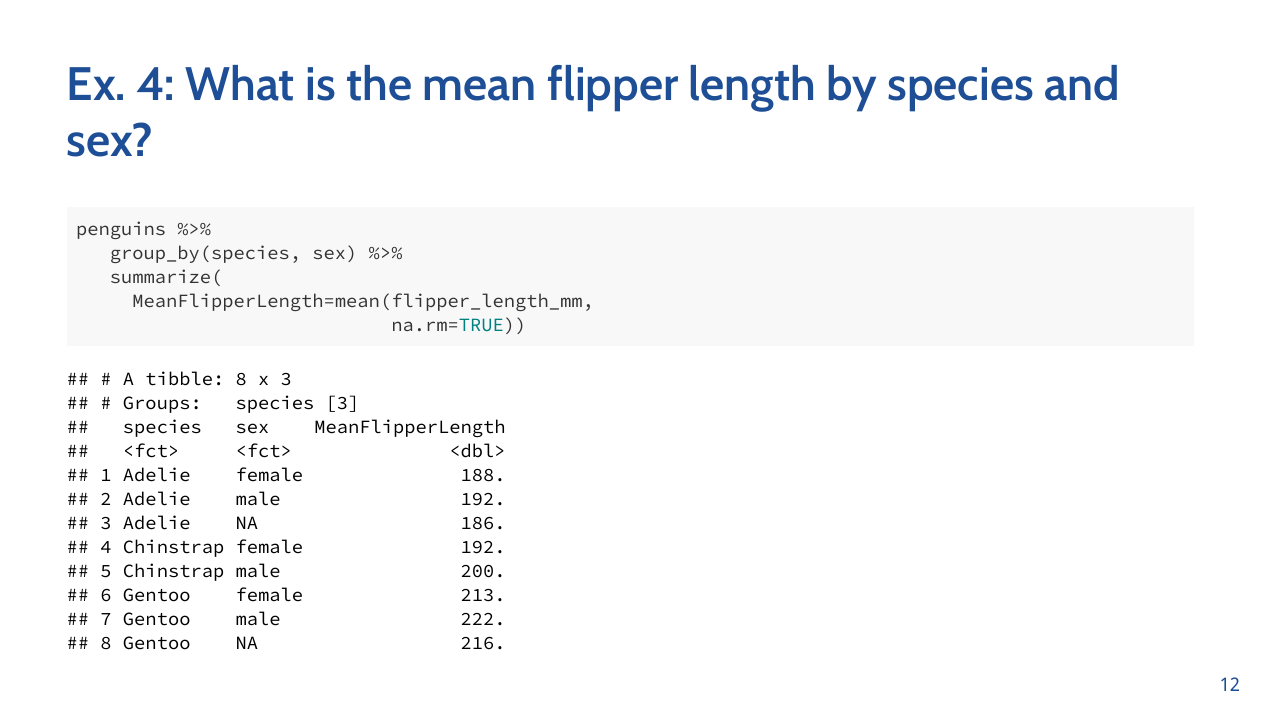 Ex. 4: What is the mean flipper length by species and
sex?
penguins %>%
   group_by(species, sex) %>%
   summarize(
     MeanFlipperLength=mean(flipper_length_mm,
                            na.rm=TRUE))
## # A tibble: 8 x 3
## # Groups:   species [3]
##   species   sex    MeanFlipperLength
##   <fct>     <fct>              <dbl>
## 1 Adelie    female              188.
## 2 Adelie    male                192.
## 3 Adelie    NA                  186.
## 4 Chinstrap female              192.
## 5 Chinstrap male                200.
## 6 Gentoo    female              213.
## 7 Gentoo    male                222.
## 8 Gentoo    NA                  216.
12